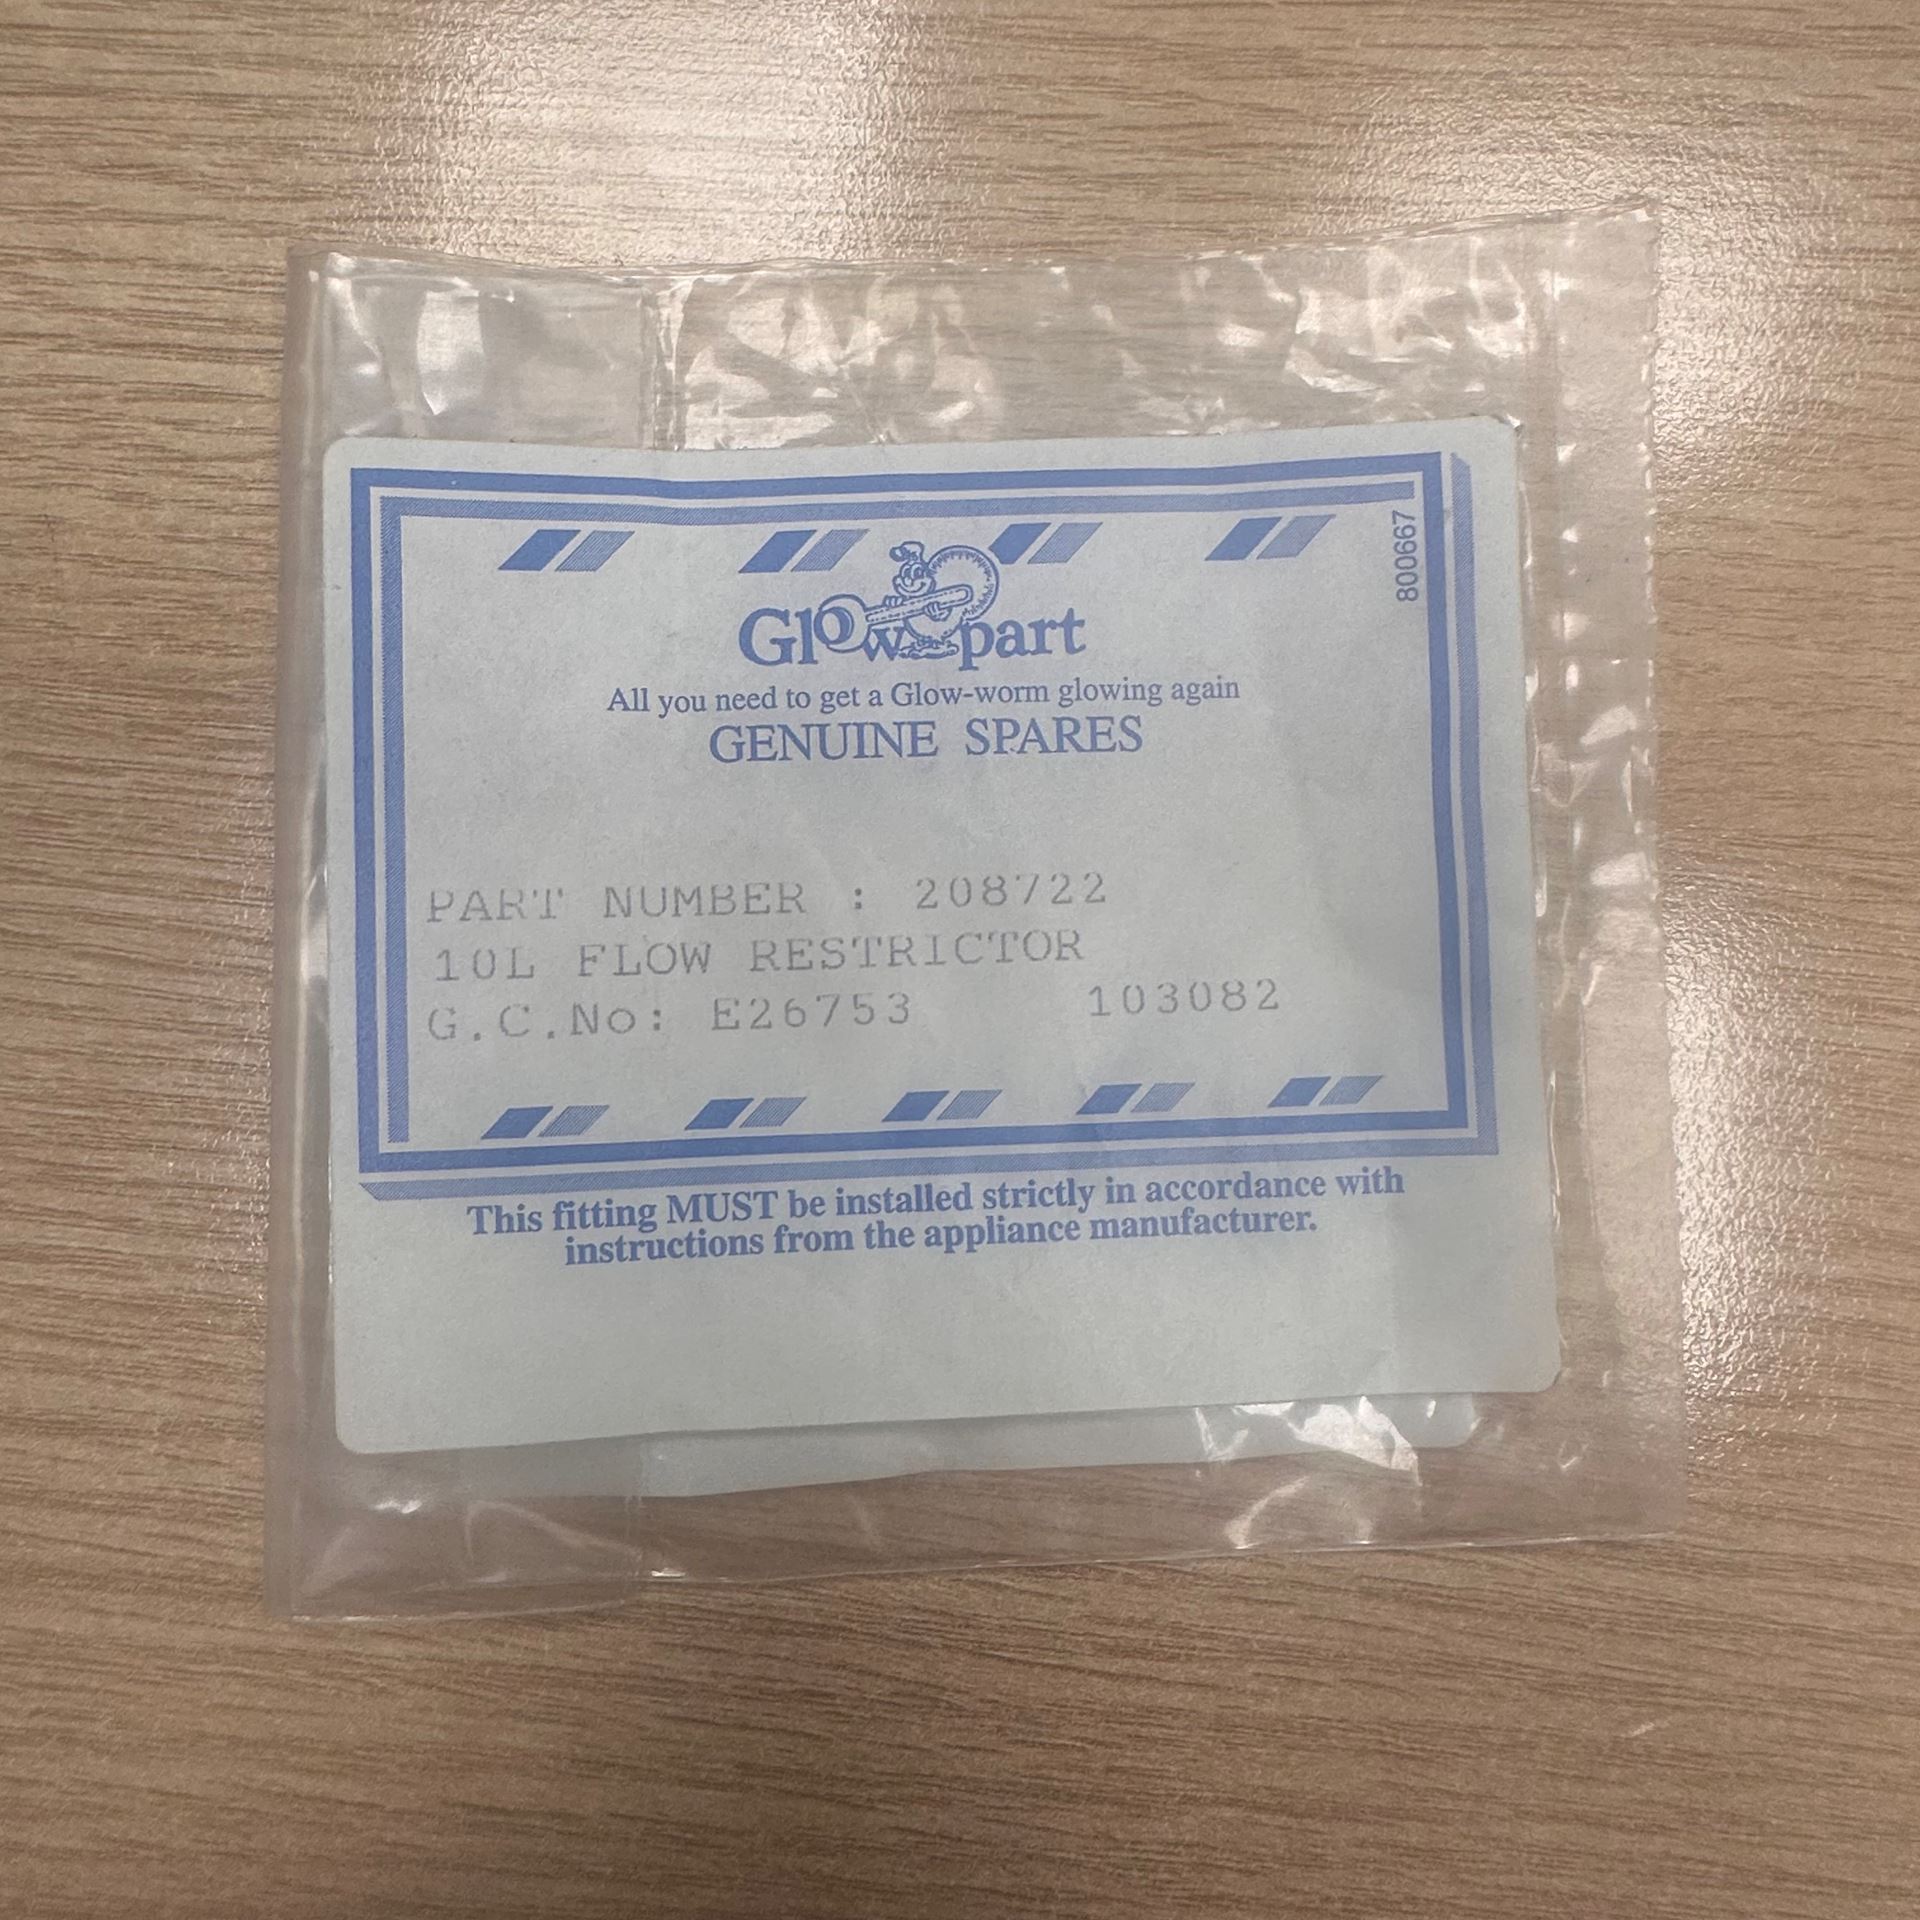 Glow part
All you need to get a Glow-worm glowing again
GENUINE SPARES
800667
PART NUMBER : 208722
10L FLOW RESTRICTOR
G.C.No: E26753 103082
This fitting MUST be installed strictly in accordance with
instructions from the appliance manufacturer.